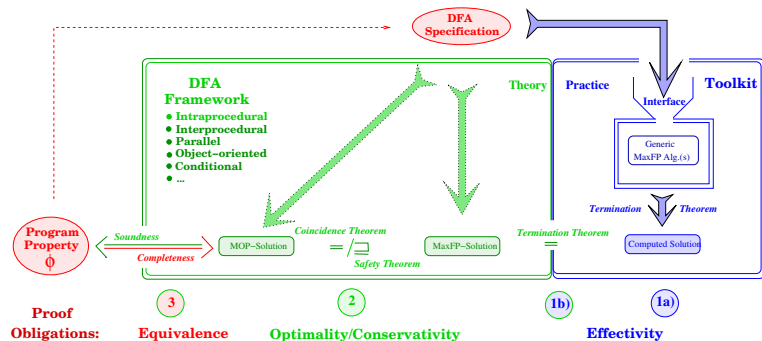 DFA
Specification
DFA
Framework
Theory
Practice
Toolkit
Intraprocedural
Interprocedural
Parallel
Object-oriented
Conditional
...
Interface
Generic
MaxFP Alg.(s)
Termination Theorem
Program
Property
ϕ
Soundness
Completeness
MOP-Solution
Coincidence Theorem
= /⊒
Safety Theorem
MaxFP-Solution
Termination Theorem
=
Computed Solution
3
2
1b)
1a)
Proof
Obligations:
Equivalence
Optimality/Conservativity
Effectivity